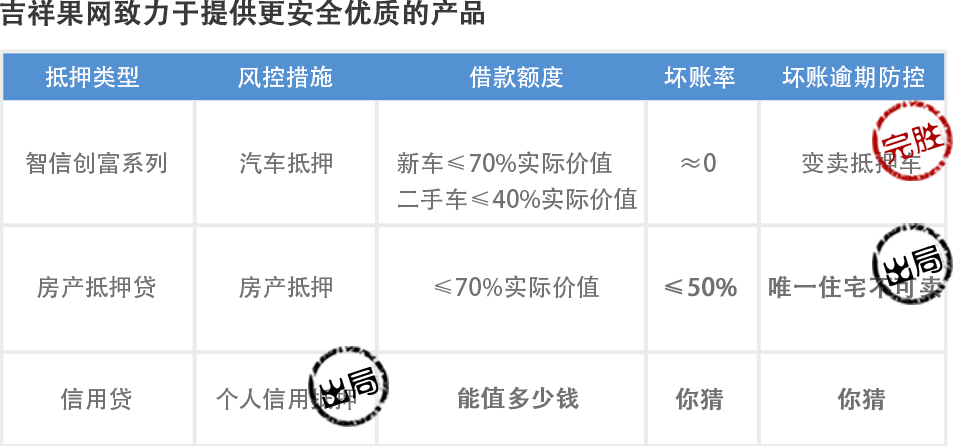 吉祥果网致力于提供更安全优质的产品
抵押类型 风控措施 借款额度 坏账率 坏账逾期防控
智信创富系列 汽车抵押 新车≤70%实际价值 ≈0 变卖抵押车
二手车≤40%实际价值
完胜
房产抵押贷 房产抵押 ≤70%实际价值 ≤50% 唯一住宅不可卖
出局
信用贷 个人信用抵押 能值多少钱 你猜 你猜
出局